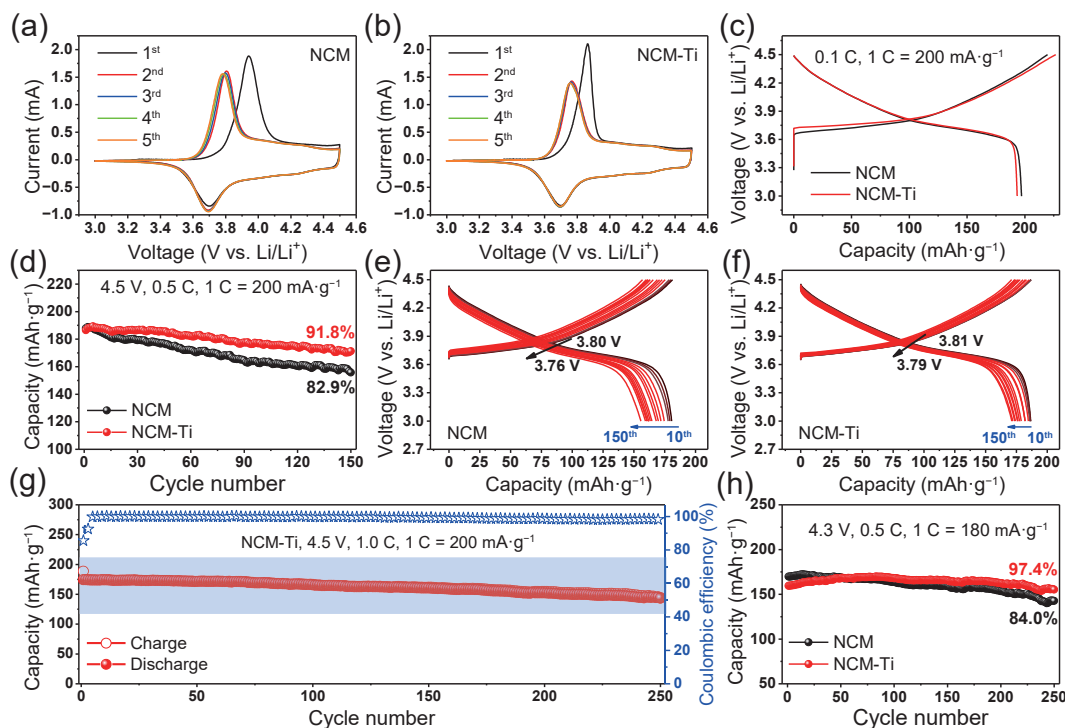 (a)
2.0
1.5
1.0
0.5
0.0
−0.5
−1.0
Current (mA)
1st
2nd
3rd
4th
5th
NCM
3.0 3.2 3.4 3.6 3.8 4.0 4.2 4.4 4.6
Voltage (V vs. Li/Li+)
(b)
2.0
1.5
1.0
0.5
0.0
−0.5
−1.0
Current (mA)
1st
2nd
3rd
4th
5th
NCM-Ti
3.0 3.2 3.4 3.6 3.8 4.0 4.2 4.4 4.6
Voltage (V vs. Li/Li+)
(c)
4.5
3.9
3.6
3.0
Voltage (V vs. Li/Li+)
0.1 C, 1 C = 200 mA·g−1
NCM
NCM-Ti
0 50 100 150 200
Capacity (mAh·g−1)
(d)
200
180
160
140
120
100
Capacity (mAh·g−1)
4.5 V, 0.5 C, 1 C = 200 mA·g−1
91.8%
82.9%
NCM
NCM-Ti
0 30 60 90 120 150
Cycle number
(e)
4.5
3.9
3.6
3.0
2.7
Voltage (V vs. Li/Li+)
3.80 V
3.76 V
NCM
150th 10th
0 25 50 75 100 125 150 175 200
Capacity (mAh·g−1)
(f)
4.5
3.9
3.6
3.0
2.7
Voltage (V vs. Li/Li+)
3.81 V
3.79 V
NCM-Ti
150th 10th
0 25 50 75 100 125 150 175 200
Capacity (mAh·g−1)
(g)
300
250
200
150
100
50
0
Capacity (mAh·g−1)
NCM-Ti, 4.5 V, 1.0 C, 1 C = 200 mA·g−1
Charge
Discharge
100
80
60
40
20
0
Coulombic efficiency (%)
0 50 100 150 200 250
Cycle number
(h)
250
200
150
100
50
Capacity (mAh·g−1)
4.3 V, 0.5 C, 1 C = 180 mA·g−1
97.4%
84.0%
NCM
NCM-Ti
0 50 100 150 200 250
Cycle number